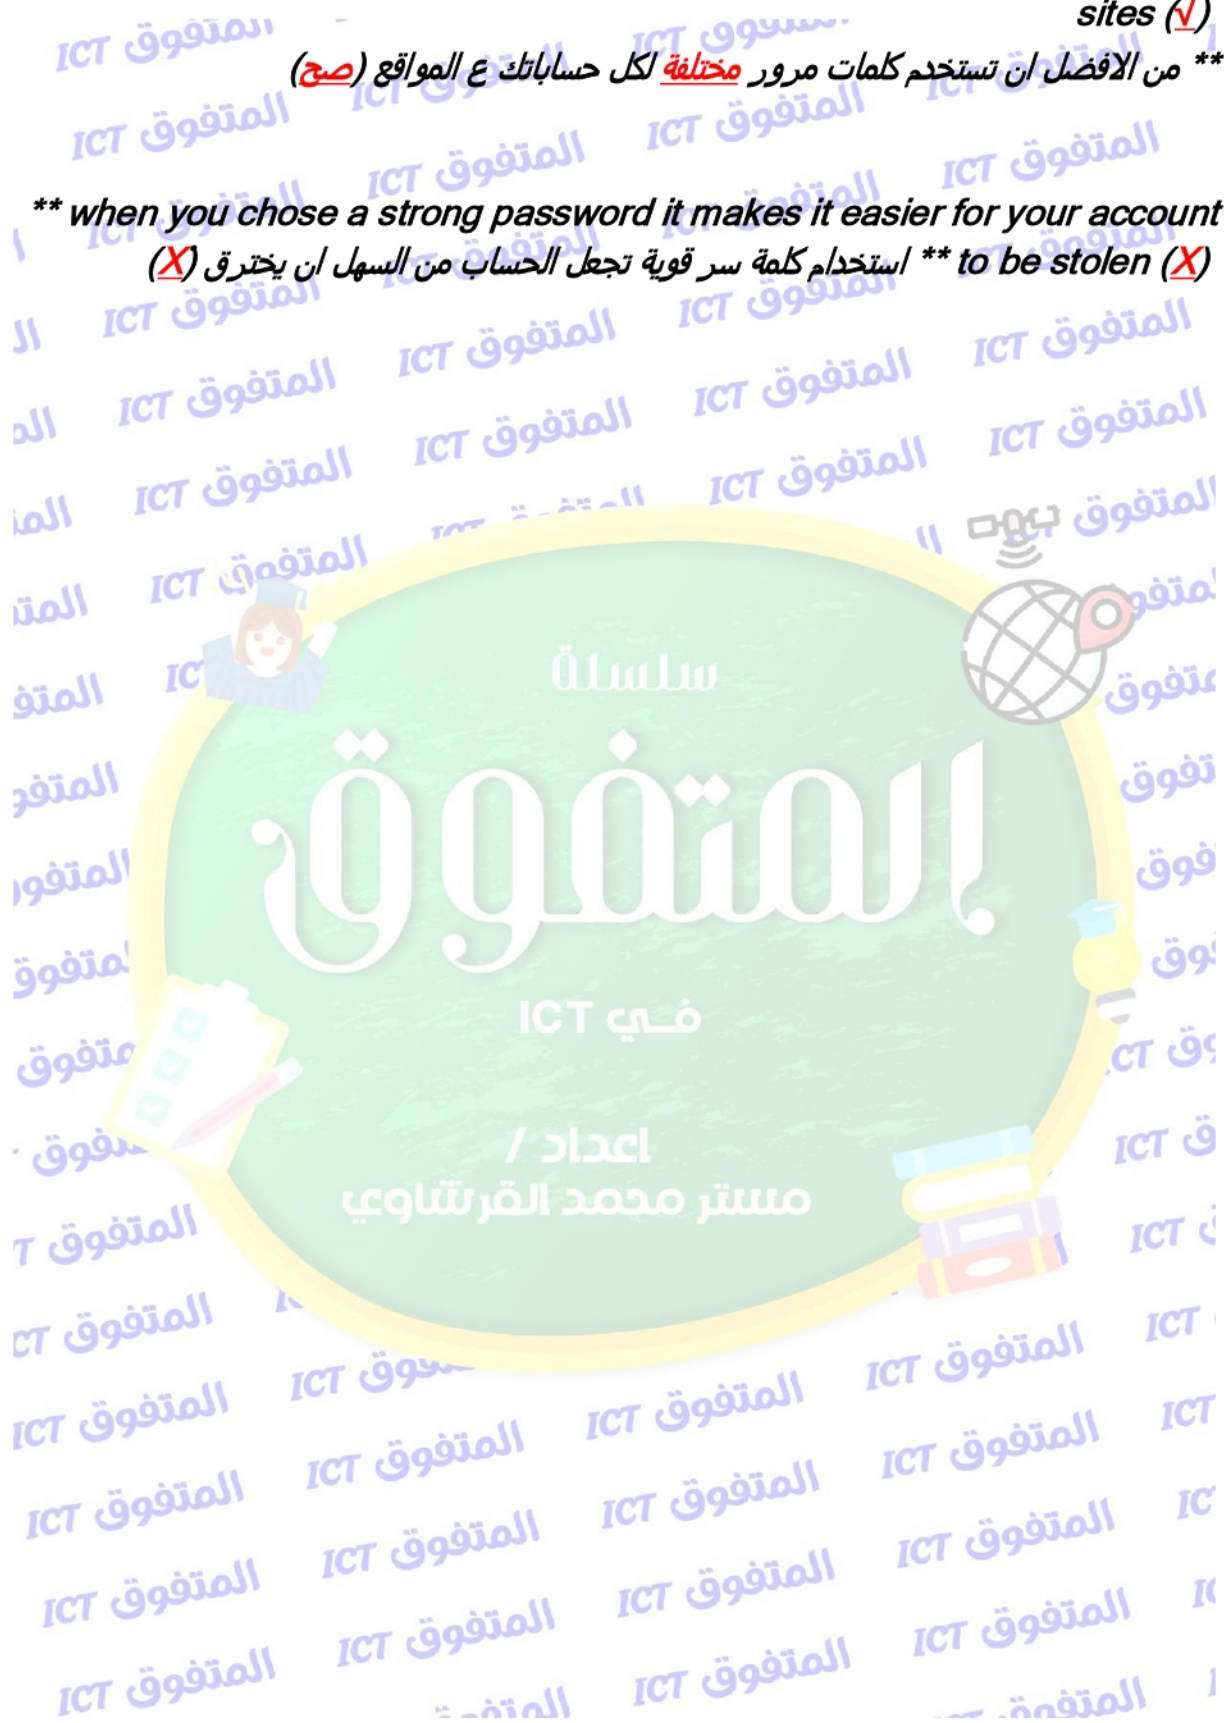 sites (√)
** من الافضل ان تستخدم كلمات مرور مختلفة لكل حساباتك ع المواقع (صح)
** when you chose a strong password it makes it easier for your account
to be stolen (X) ** استخدام كلمة سر قوية تجعل الحساب من السهل ان يخترق (X)
سلسلة
المتفوق
في ICT
اعداد /
مستر محمد القرشاوي
المتفوق ICT